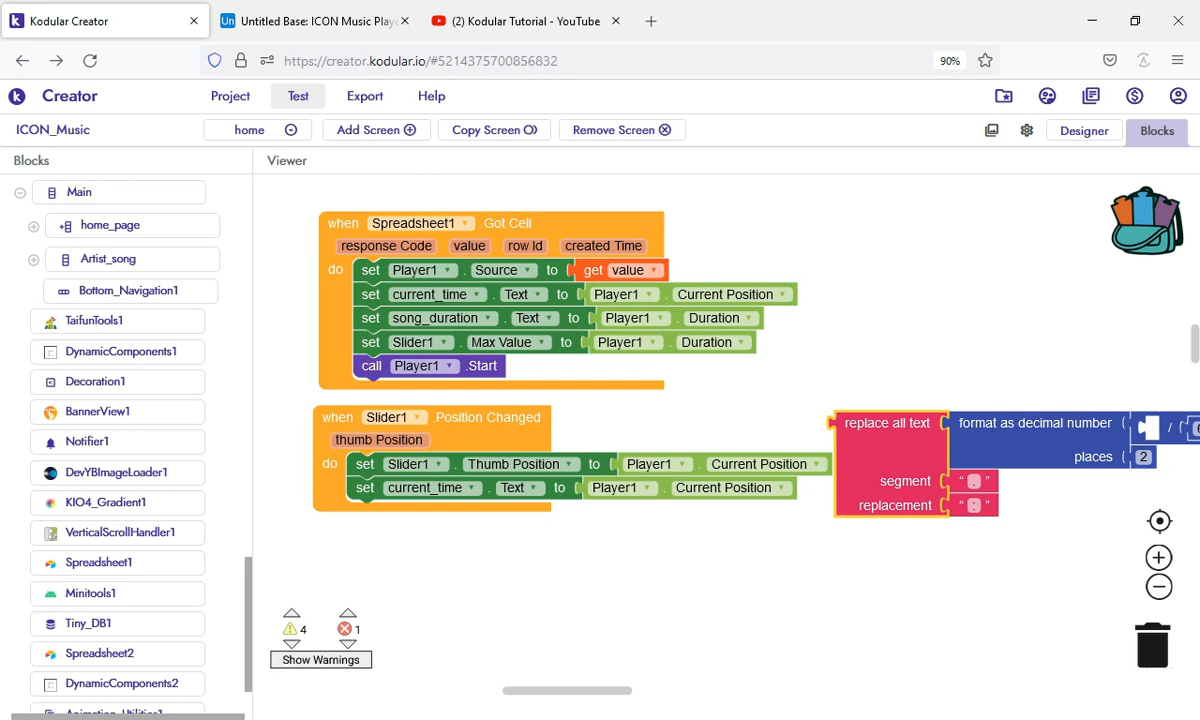 Kodular Creator
Untitled Base: ICON Music Playe
(2) Kodular Tutorial - YouTube
https://creator.kodular.io/#5214375700856832
90%
Creator
Project
Test
Export
Help
ICON_Music
home
Add Screen
Copy Screen
Remove Screen
Designer
Blocks
Blocks
Viewer
Main
home_page
Artist_song
Bottom_Navigation1
TaifunTools1
DynamicComponents1
Decoration1
BannerView1
Notifier1
DevYBImageLoader1
KIO4_Gradient1
VerticalScrollHandler1
Spreadsheet1
Minitools1
Tiny_DB1
Spreadsheet2
DynamicComponents2
Animation_Utilities1
when Spreadsheet1 .Got Cell
response Code value row Id created Time
do set Player1 . Source to get value
set current_time . Text to Player1 . Current Position
set song_duration . Text to Player1 . Duration
set Slider1 . Max Value to Player1 . Duration
call Player1 .Start
when Slider1 .Position Changed
thumb Position
do set Slider1 . Thumb Position to Player1 . Current Position
set current_time . Text to Player1 . Current Position
replace all text format as decimal number /
places 2
segment “ . ”
replacement “ : ”
4
1
Show Warnings